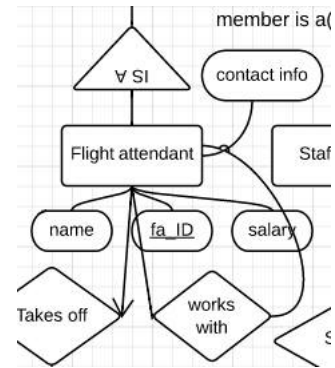 member is a(
IS A
contact info
Flight attendant
Staf
name
fa_ID
salary
Takes off
works
with
S